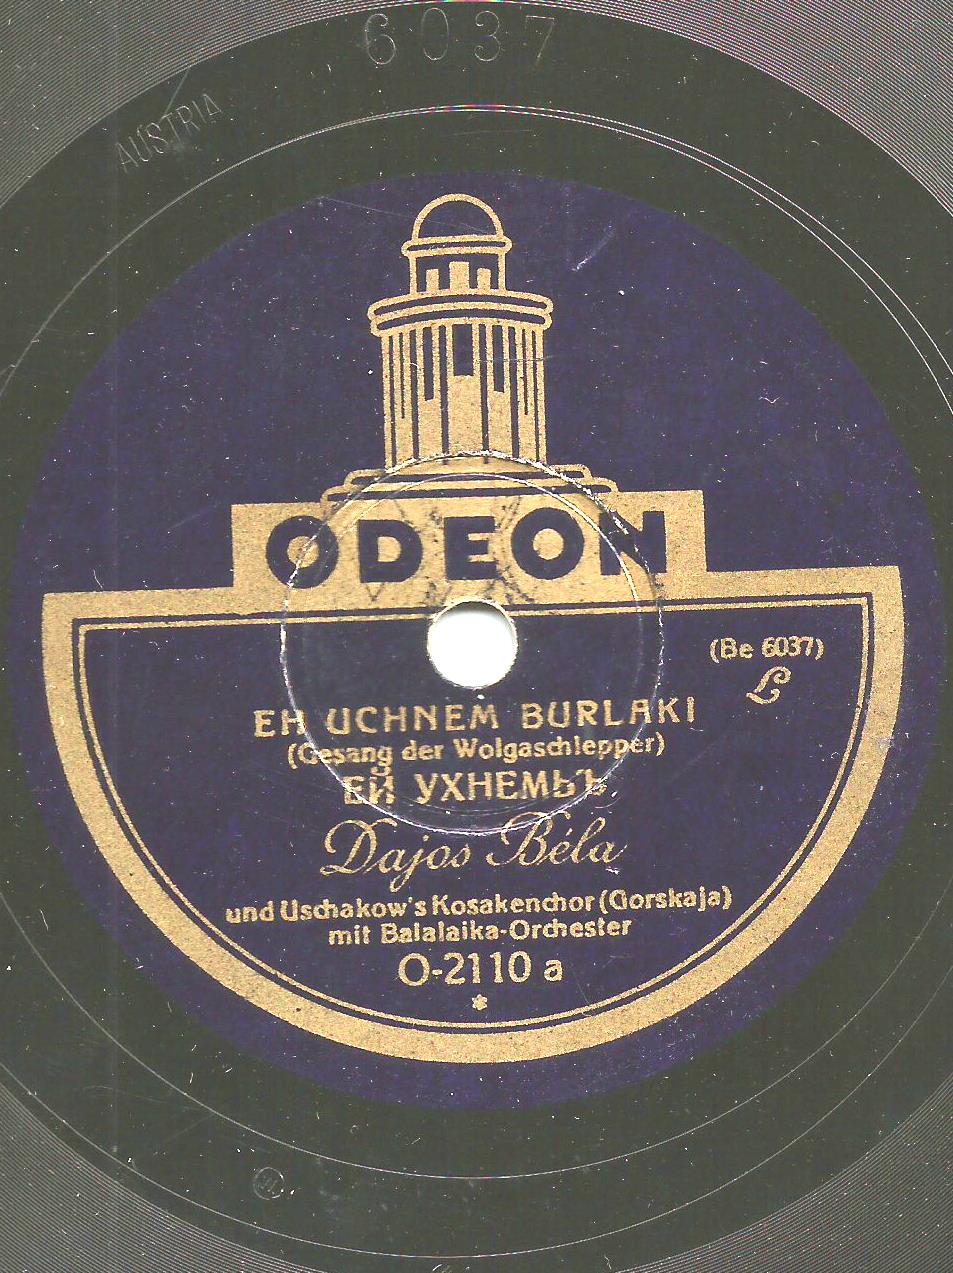 6037
AUSTRIA
ODEON
(Be 6037)
L
EH UCHNEM BURLAKI
(Gesang der Wolgaschlepper)
ЕЙ УХНЕМЬЪ
Dajos Béla
und Uschakow's Kosakenchor (Gorskaja)
mit Balalaika-Orchester
O-2110 a
*